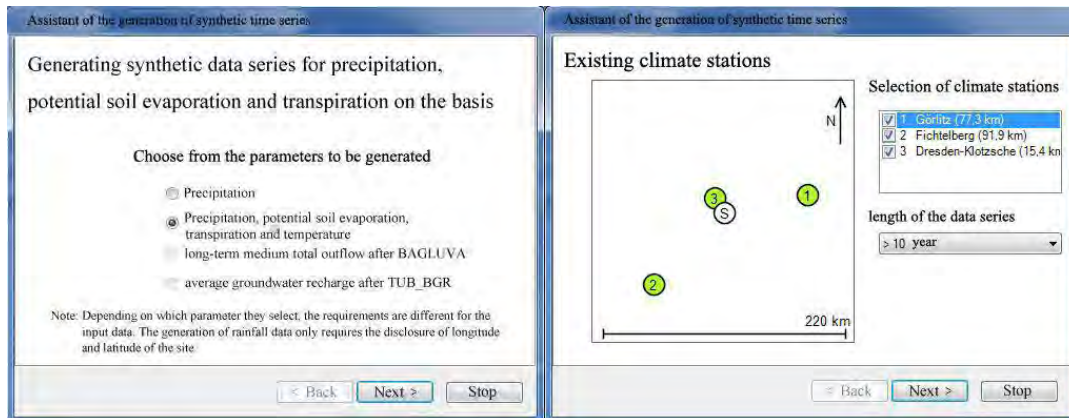 Assistant of the generation of synthetic time series
Generating synthetic data series for precipitation,
potential soil evaporation and transpiration on the basis
Choose from the parameters to be generated
Precipitation
Precipitation, potential soil evaporation,
transpiration and temperature
long-term medium total outflow after BAGLUVA
average groundwater recharge after TUB_BGR
Note: Depending on which parameter they select, the requirements are different for the
input data. The generation of rainfall data only requires the disclosure of longitude
and latitude of the site
< Back Next > Stop
Assistant of the generation of synthetic time series
Existing climate stations
N
3
1
S
2
220 km
Selection of climate stations
1 Görlitz (77,3 km)
2 Fichtelberg (91,9 km)
3 Dresden-Klotzsche (15,4 kn
length of the data series
> 10 year
< Back Next > Stop